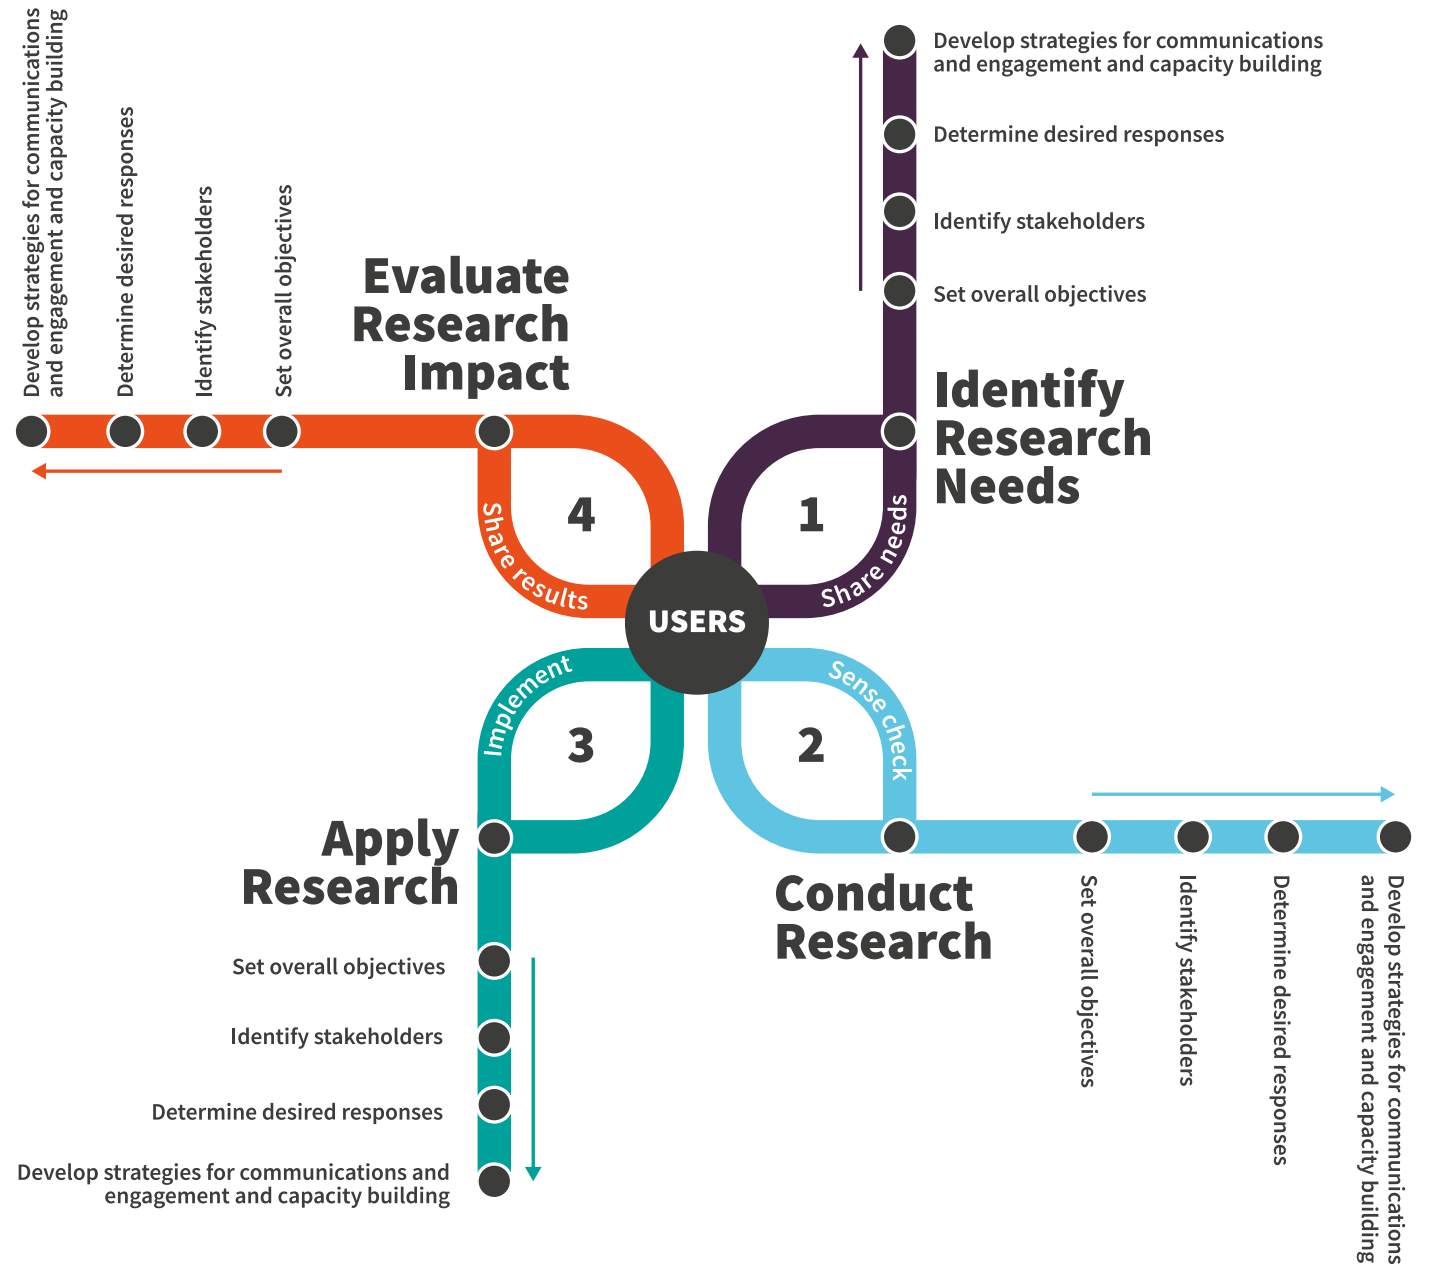 Develop strategies for communications
and engagement and capacity building
Determine desired responses
Identify stakeholders
Set overall objectives
Evaluate
Research
Impact
4
Share results
Develop strategies for communications
and engagement and capacity building
Determine desired responses
Identify stakeholders
Set overall objectives
Identify
Research
Needs
1
Share needs
USERS
Implement
3
Apply
Research
Set overall objectives
Identify stakeholders
Determine desired responses
Develop strategies for communications and
engagement and capacity building
Sense check
2
Conduct
Research
Set overall objectives
Identify stakeholders
Determine desired responses
Develop strategies for communications
and engagement and capacity building